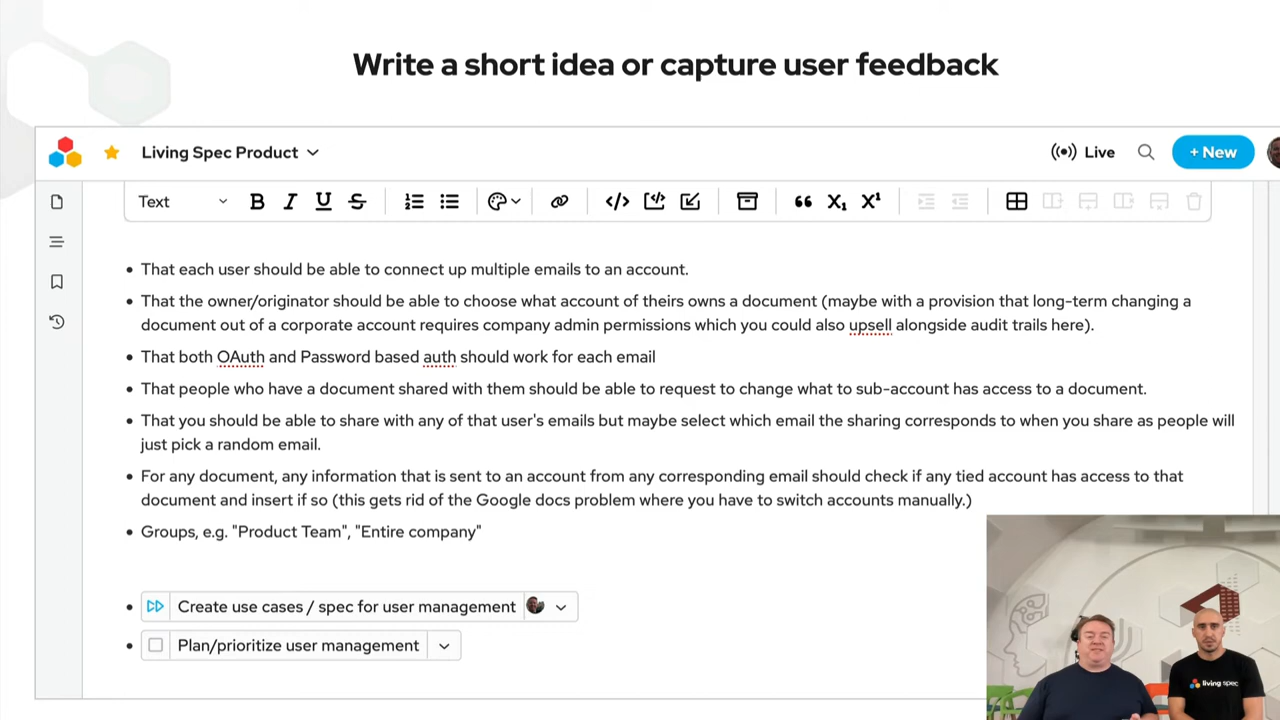 Write a short idea or capture user feedback
Living Spec Product
Live
+ New
Text
B I U S
X₁ X¹
That each user should be able to connect up multiple emails to an account.
That the owner/originator should be able to choose what account of theirs owns a document (maybe with a provision that long-term changing a
document out of a corporate account requires company admin permissions which you could also upsell alongside audit trails here).
That both OAuth and Password based auth should work for each email
That people who have a document shared with them should be able to request to change what to sub-account has access to a document.
That you should be able to share with any of that user's emails but maybe select which email the sharing corresponds to when you share as people will
just pick a random email.
For any document, any information that is sent to an account from any corresponding email should check if any tied account has access to that
document and insert if so (this gets rid of the Google docs problem where you have to switch accounts manually.)
Groups, e.g. "Product Team", "Entire company"
Create use cases / spec for user management
Plan/prioritize user management
living spec